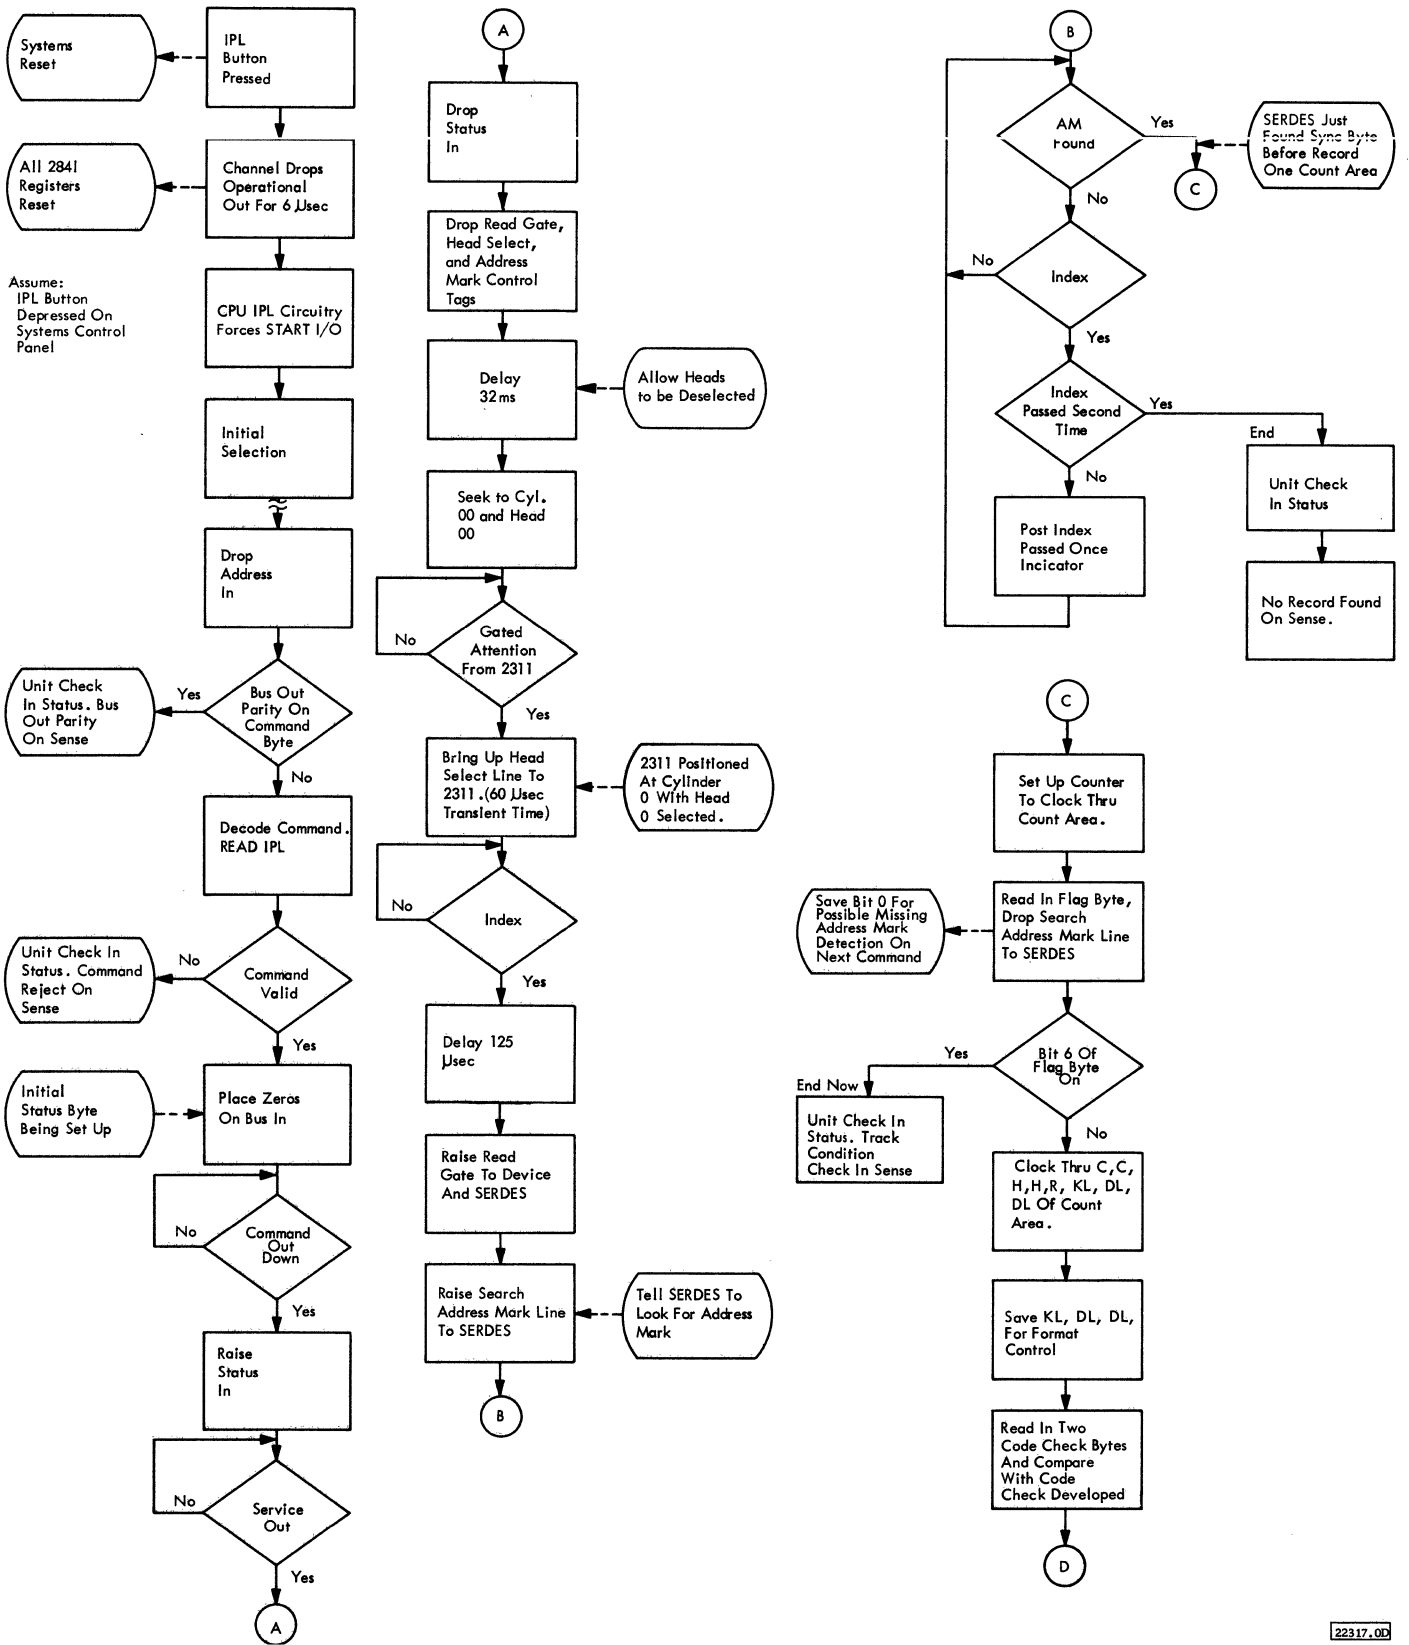 Systems
Reset
IPL
Button
Pressed
All 2841
Registers
Reset
Channel Drops
Operational
Out For 6 µsec
Assume:
IPL Button
Depressed On
Systems Control
Panel
CPU IPL Circuitry
Forces START I/O
Initial
Selection
Drop
Address
In
Unit Check
In Status. Bus
Out Parity
On Sense
Yes
Bus Out
Parity On
Command
Byte
No
Decode Command.
READ IPL
Unit Check In
Status. Command
Reject On
Sense
No
Command
Valid
Yes
Initial
Status Byte
Being Set Up
Place Zeros
On Bus In
No
Command
Out
Down
Yes
Raise
Status
In
No
Service
Out
Yes
A
A
Drop
Status
In
Drop Read Gate,
Head Select,
and Address
Mark Control
Tags
Delay
32ms
Allow Heads
to be Deselected
Seek to Cyl.
00 and Head
00
No
Gated
Attention
From 2311
Yes
Bring Up Head
Select Line To
2311.(60 µsec
Transient Time)
2311 Positioned
At Cylinder
0 With Head
0 Selected.
No
Index
Yes
Delay 125
µsec
Raise Read
Gate To Device
And SERDES
Raise Search
Address Mark Line
To SERDES
Tell SERDES To
Look For Address
Mark
B
B
AM
Found
Yes
SERDES Just
Found Sync Byte
Before Record
One Count Area
C
No
No
Index
Yes
Index
Passed Second
Time
Yes
End
Unit Check
In Status
No
Post Index
Passed Once
Incicator
No Record Found
On Sense.
C
Set Up Counter
To Clock Thru
Count Area.
Save Bit 0 For
Possible Missing
Address Mark
Detection On
Next Command
Read In Flag Byte,
Drop Search
Address Mark Line
To SERDES
Yes
Bit 6 Of
Flag Byte
On
End Now
Unit Check In
Status. Track
Condition
Check In Sense
No
Clock Thru C,C,
H,H,R, KL, DL,
DL Of Count
Area.
Save KL, DL, DL,
For Format
Control
Read In Two
Code Check Bytes
And Compare
With Code
Check Developed
D
22317.0D